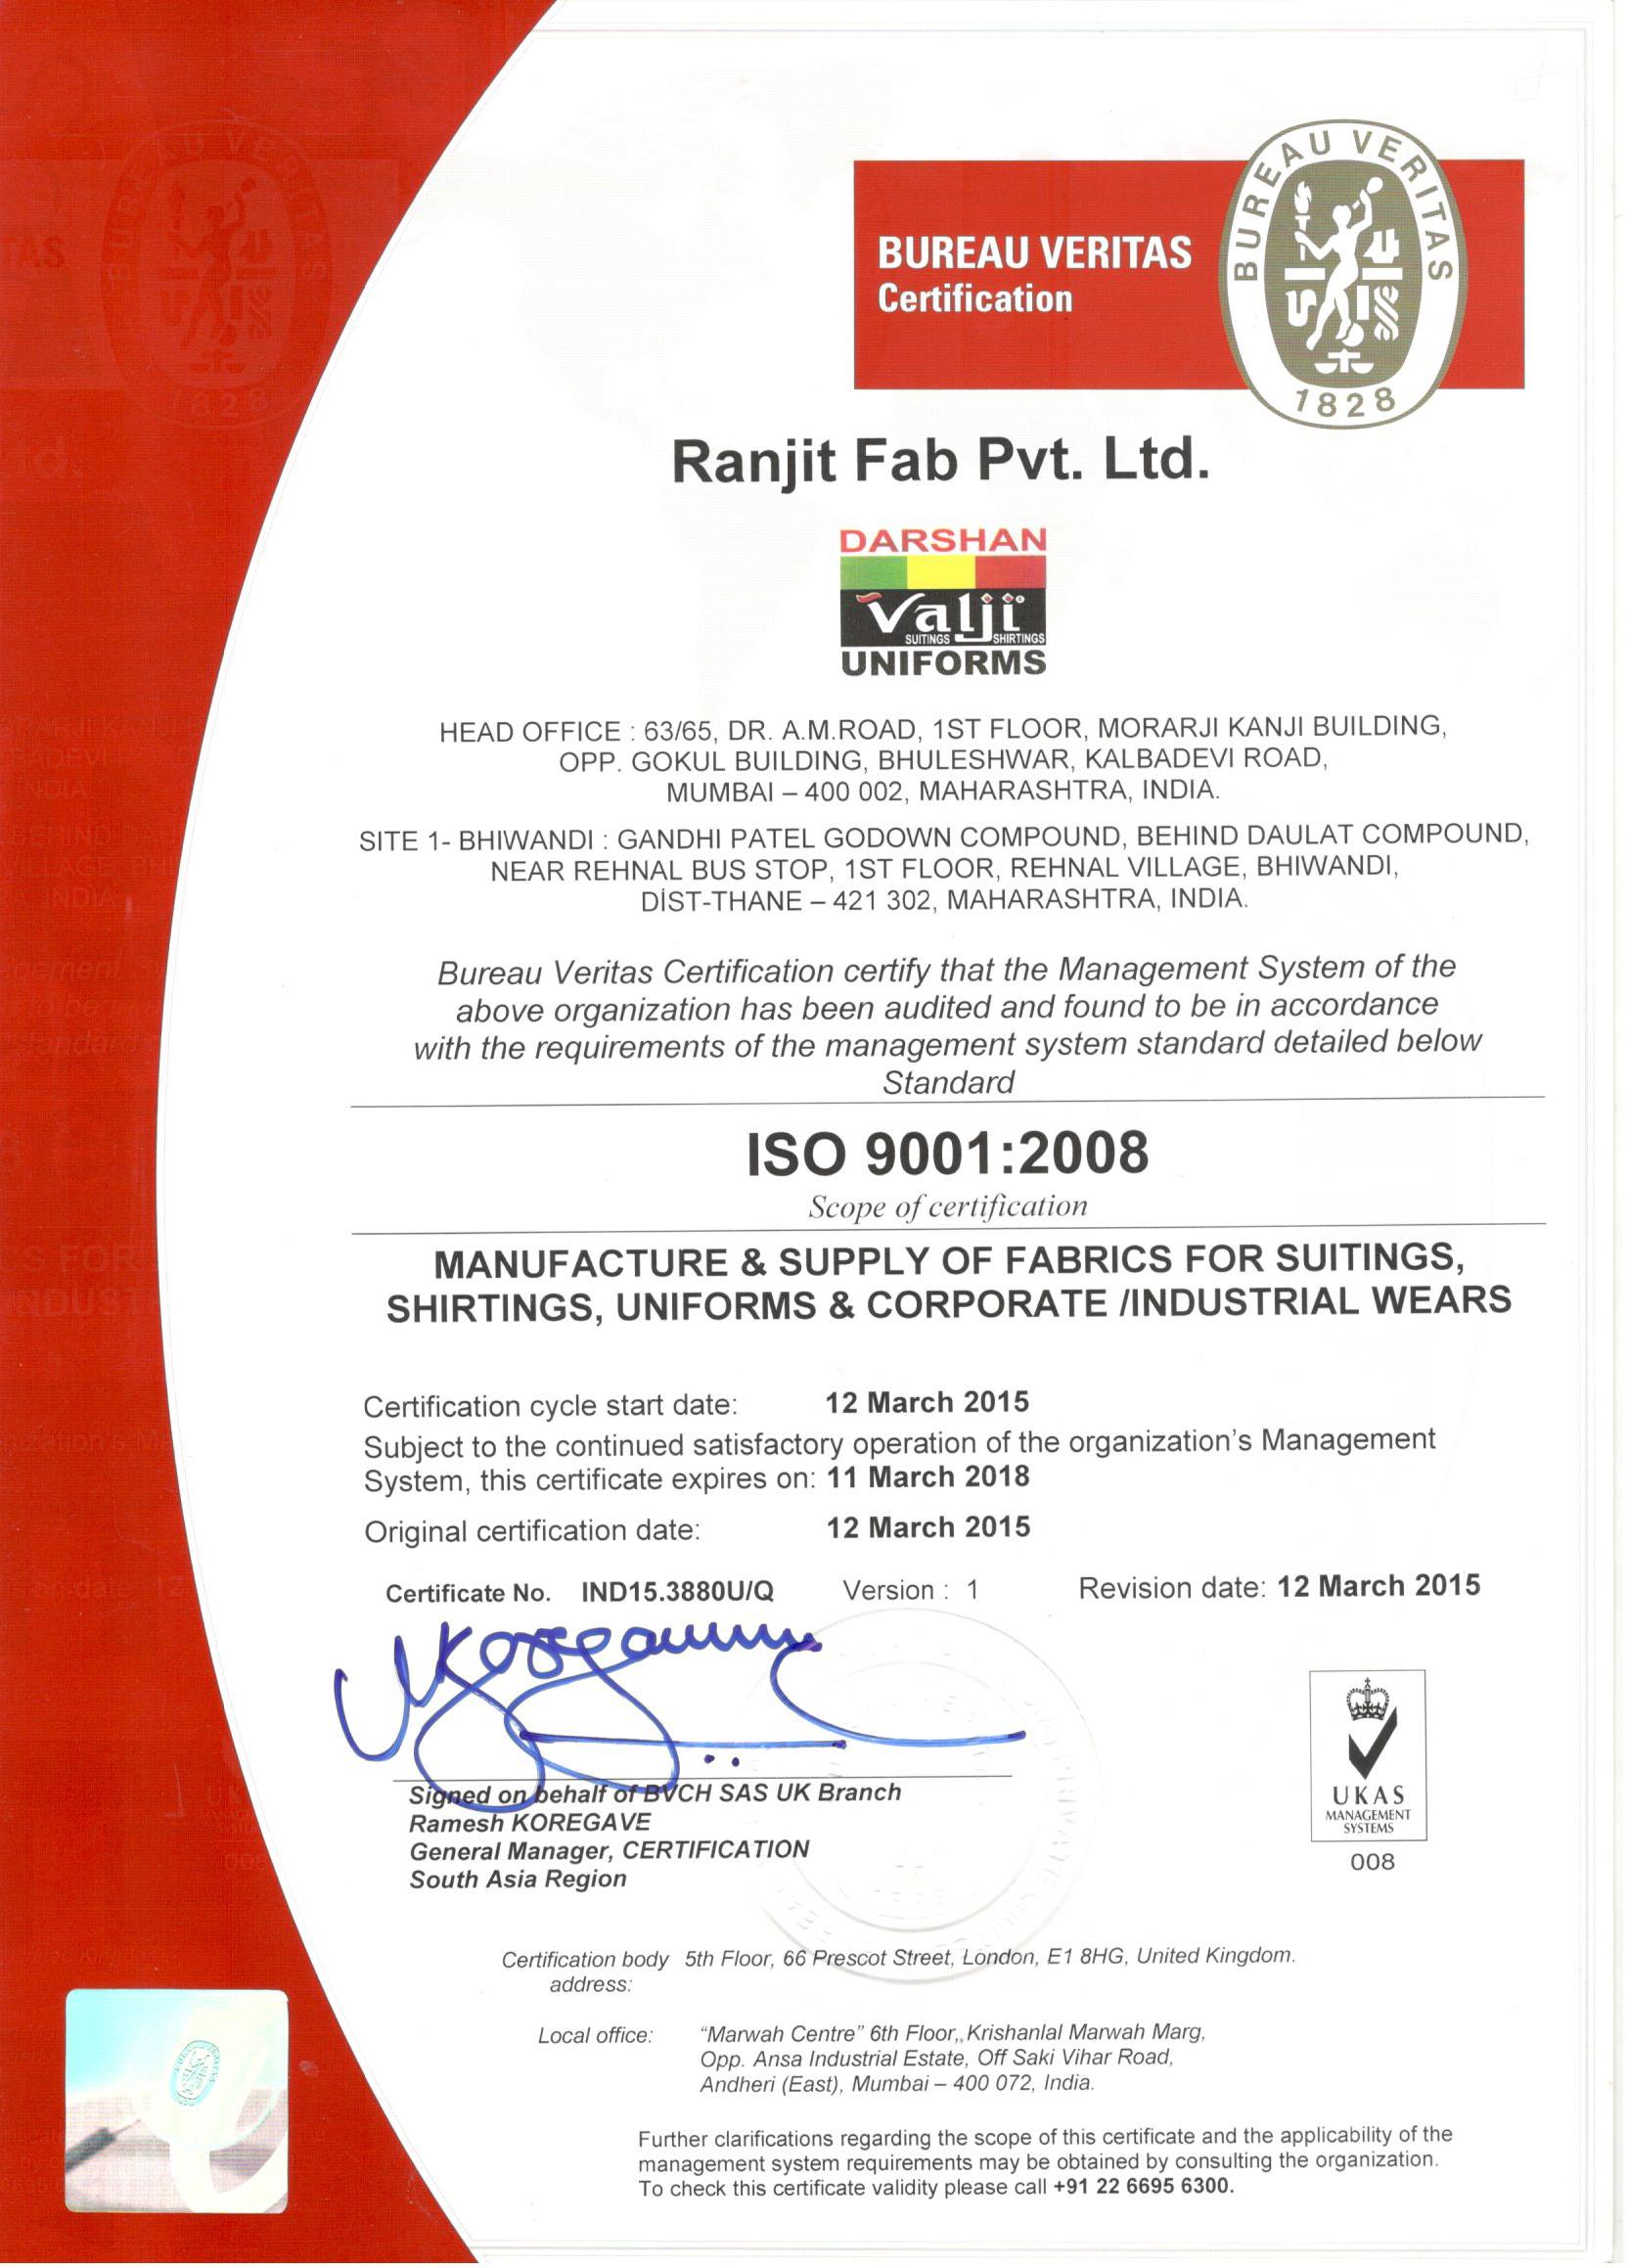 BUREAU VERITAS
Certification
BUREAU VERITAS
1828
Ranjit Fab Pvt. Ltd.
DARSHAN
Valji®
SUITINGS SHIRTINGS
UNIFORMS
HEAD OFFICE : 63/65, DR. A.M.ROAD, 1ST FLOOR, MORARJI KANJI BUILDING,
OPP. GOKUL BUILDING, BHULESHWAR, KALBADEVI ROAD,
MUMBAI – 400 002, MAHARASHTRA, INDIA.
SITE 1- BHIWANDI : GANDHI PATEL GODOWN COMPOUND, BEHIND DAULAT COMPOUND,
NEAR REHNAL BUS STOP, 1ST FLOOR, REHNAL VILLAGE, BHIWANDI,
DIST-THANE – 421 302, MAHARASHTRA, INDIA.
Bureau Veritas Certification certify that the Management System of the
above organization has been audited and found to be in accordance
with the requirements of the management system standard detailed below
Standard
ISO 9001:2008
Scope of certification
MANUFACTURE & SUPPLY OF FABRICS FOR SUITINGS,
SHIRTINGS, UNIFORMS & CORPORATE /INDUSTRIAL WEARS
Certification cycle start date: 12 March 2015
Subject to the continued satisfactory operation of the organization's Management
System, this certificate expires on: 11 March 2018
Original certification date: 12 March 2015
Certificate No. IND15.3880U/Q Version : 1 Revision date: 12 March 2015
Signed on behalf of BVCH SAS UK Branch
Ramesh KOREGAVE
General Manager, CERTIFICATION
South Asia Region
UKAS
MANAGEMENT
SYSTEMS
008
Certification body 5th Floor, 66 Prescot Street, London, E1 8HG, United Kingdom.
address:
Local office: "Marwah Centre" 6th Floor,, Krishanlal Marwah Marg,
Opp. Ansa Industrial Estate, Off Saki Vihar Road,
Andheri (East), Mumbai – 400 072, India.
Further clarifications regarding the scope of this certificate and the applicability of the
management system requirements may be obtained by consulting the organization.
To check this certificate validity please call +91 22 6695 6300.